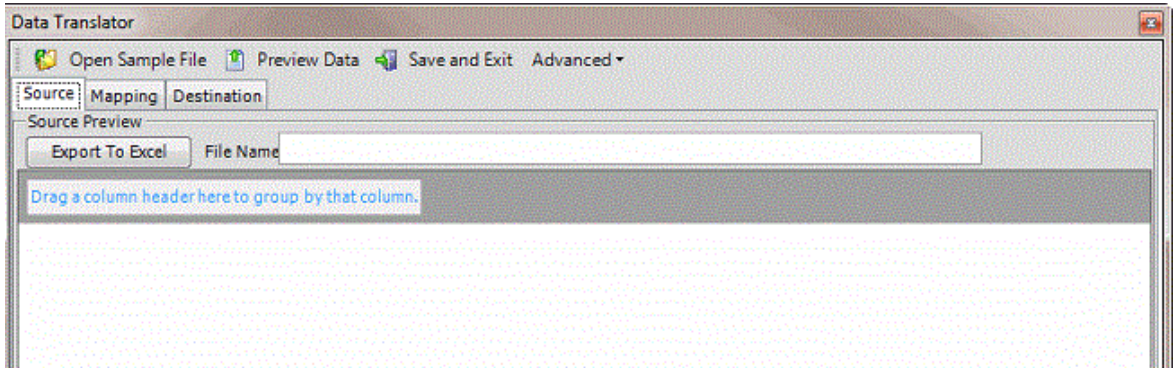 Data Translator
Open Sample File Preview Data Save and Exit Advanced
Source Mapping Destination
Source Preview
Export To Excel File Name
Drag a column header here to group by that column.